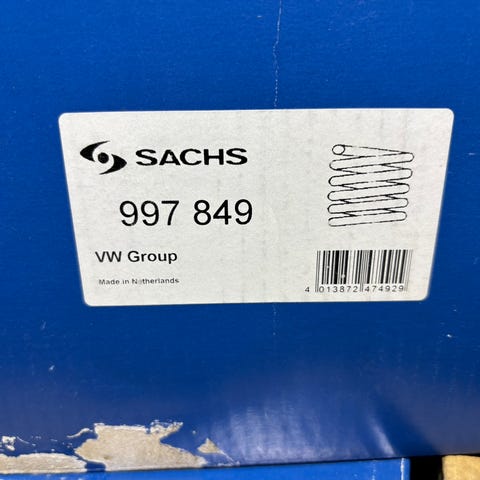 SACHS
997 849
VW Group
Made in Netherlands
4 013872 474929